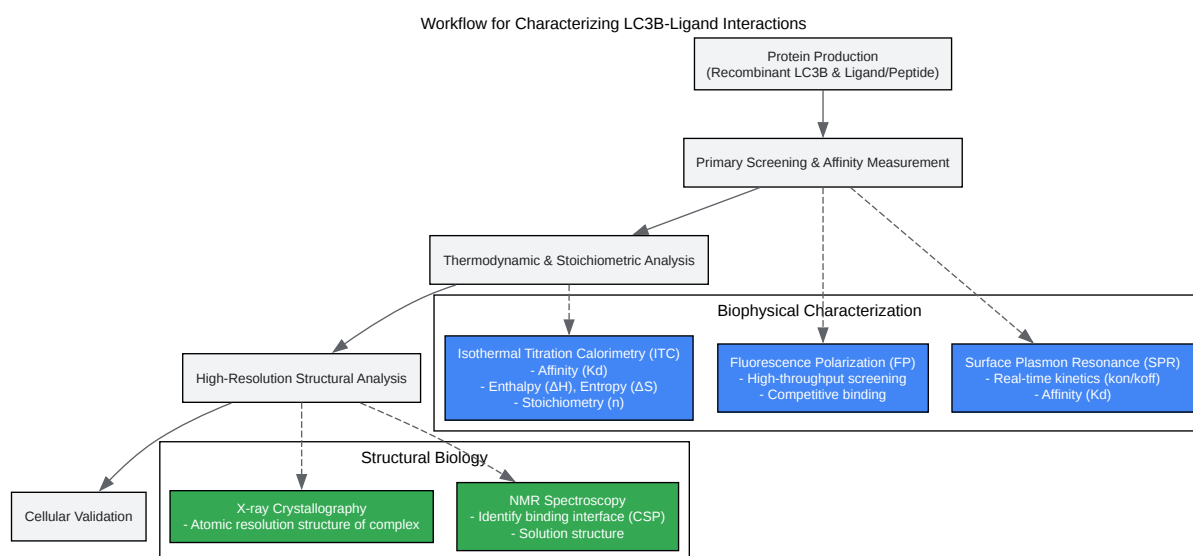 Workflow for Characterizing LC3B-Ligand Interactions
Protein Production
(Recombinant LC3B & Ligand/Peptide)
Primary Screening & Affinity Measurement
Thermodynamic & Stoichiometric Analysis
Biophysical Characterization
Isothermal Titration Calorimetry (ITC)
- Affinity (Kd)
- Enthalpy (ΔH), Entropy (ΔS)
- Stoichiometry (n)
Fluorescence Polarization (FP)
- High-throughput screening
- Competitive binding
Surface Plasmon Resonance (SPR)
- Real-time kinetics (kon/koff)
- Affinity (Kd)
High-Resolution Structural Analysis
Structural Biology
X-ray Crystallography
- Atomic resolution structure of complex
NMR Spectroscopy
- Identify binding interface (CSP)
- Solution structure
Cellular Validation